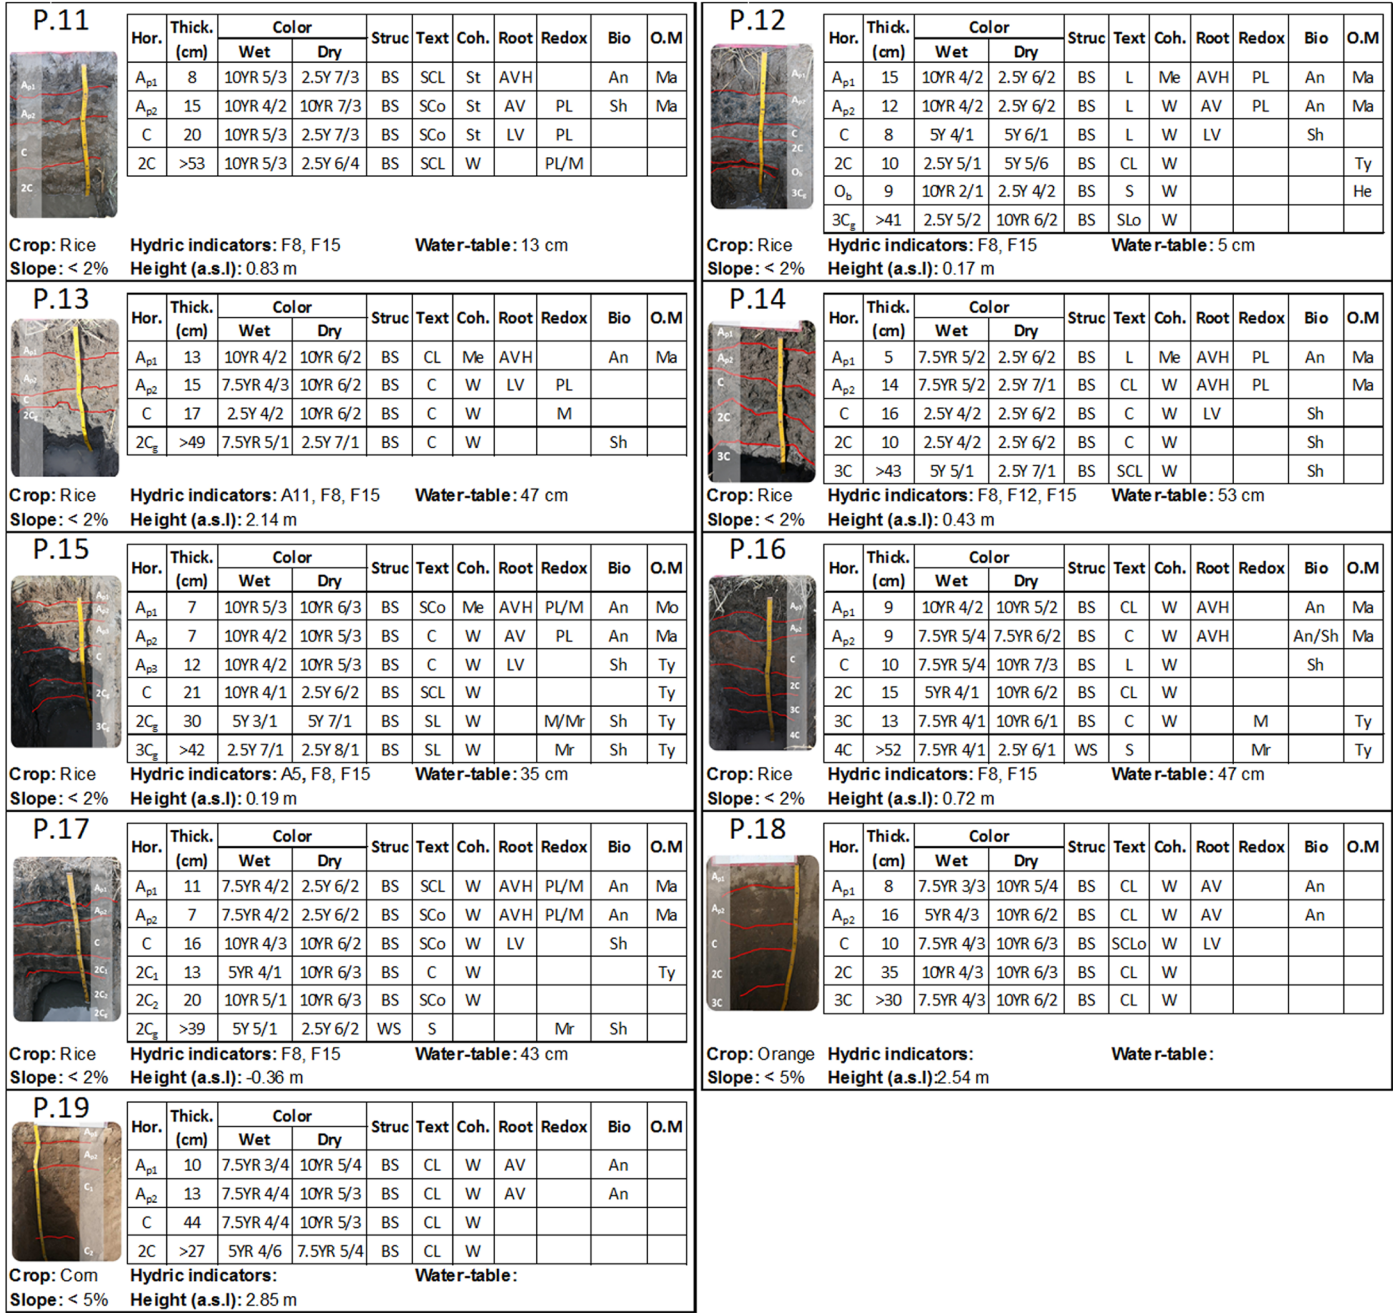 P.11
Hor. Thick. (cm) Color Struc Text Coh. Root Redox Bio O.M
Wet Dry
Ap1 8 10YR 5/3 2.5Y 7/3 BS SCL St AVH An Ma
Ap2 15 10YR 4/2 10YR 7/3 BS SCo St AV PL Sh Ma
C 20 10YR 5/3 2.5Y 7/3 BS SCo St LV PL
2C >53 10YR 5/3 2.5Y 6/4 BS SCL W PL/M
Ap1
Ap2
C
2C
Crop: Rice Hydric indicators: F8, F15 Water-table: 13 cm
Slope: < 2% Height (a.s.l): 0.83 m
P.12
Hor. Thick. (cm) Color Struc Text Coh. Root Redox Bio O.M
Wet Dry
Ap1 15 10YR 4/2 2.5Y 6/2 BS L Me AVH PL An Ma
Ap2 12 10YR 4/2 2.5Y 6/2 BS L W AV PL An Ma
C 8 5Y 4/1 5Y 6/1 BS L W LV Sh
2C 10 2.5Y 5/1 5Y 5/6 BS CL W Ty
Ob 9 10YR 2/1 2.5Y 4/2 BS S W He
3Cg >41 2.5Y 5/2 10YR 6/2 BS SLo W
Ap1
Ap2
C
2C
Ob
3Cg
Crop: Rice Hydric indicators: F8, F15 Water-table: 5 cm
Slope: < 2% Height (a.s.l): 0.17 m
P.13
Hor. Thick. (cm) Color Struc Text Coh. Root Redox Bio O.M
Wet Dry
Ap1 13 10YR 4/2 10YR 6/2 BS CL Me AVH An Ma
Ap2 15 7.5YR 4/3 10YR 6/2 BS C W LV PL
C 17 2.5Y 4/2 10YR 6/2 BS C W M
2Cg >49 7.5YR 5/1 2.5Y 7/1 BS C W Sh
Ap1
Ap2
C
2Cg
Crop: Rice Hydric indicators: A11, F8, F15 Water-table: 47 cm
Slope: < 2% Height (a.s.l): 2.14 m
P.14
Hor. Thick. (cm) Color Struc Text Coh. Root Redox Bio O.M
Wet Dry
Ap1 5 7.5YR 5/2 2.5Y 6/2 BS L Me AVH PL An Ma
Ap2 14 7.5YR 5/2 2.5Y 7/1 BS CL W AVH PL Ma
C 16 2.5Y 4/2 2.5Y 6/2 BS C W LV Sh
2C 10 2.5Y 4/2 2.5Y 6/2 BS C W Sh
3C >43 5Y 5/1 2.5Y 7/1 BS SCL W Sh
Ap1
Ap2
C
2C
3C
Crop: Rice Hydric indicators: F8, F12, F15 Water-table: 53 cm
Slope: < 2% Height (a.s.l): 0.43 m
P.15
Hor. Thick. (cm) Color Struc Text Coh. Root Redox Bio O.M
Wet Dry
Ap1 7 10YR 5/3 10YR 6/3 BS SCo Me AVH PL/M An Mo
Ap2 7 10YR 4/2 10YR 5/3 BS C W AV PL An Ma
Ap3 12 10YR 4/2 10YR 5/3 BS C W LV Sh Ty
C 21 10YR 4/1 2.5Y 6/2 BS SCL W Ty
2Cg 30 5Y 3/1 5Y 7/1 BS SL W M/Mr Sh Ty
3Cg >42 2.5Y 7/1 2.5Y 8/1 BS SL W Mr Sh Ty
Ap1
Ap2
Ap3
C
2Cg
3Cg
Crop: Rice Hydric indicators: A5, F8, F15 Water-table: 35 cm
Slope: < 2% Height (a.s.l): 0.19 m
P.16
Hor. Thick. (cm) Color Struc Text Coh. Root Redox Bio O.M
Wet Dry
Ap1 9 10YR 4/2 10YR 5/2 BS CL W AVH An Ma
Ap2 9 7.5YR 5/4 7.5YR 6/2 BS C W AVH An/Sh Ma
C 10 7.5YR 5/4 10YR 7/3 BS L W Sh
2C 15 5YR 4/1 10YR 6/2 BS CL W
3C 13 7.5YR 4/1 10YR 6/1 BS C W M Ty
4C >52 7.5YR 4/1 2.5Y 6/1 WS S Mr Ty
Ap1
Ap2
C
2C
3C
4C
Crop: Rice Hydric indicators: F8, F15 Water-table: 47 cm
Slope: < 2% Height (a.s.l): 0.72 m
P.17
Hor. Thick. (cm) Color Struc Text Coh. Root Redox Bio O.M
Wet Dry
Ap1 11 7.5YR 4/2 2.5Y 6/2 BS SCL W AVH PL/M An Ma
Ap2 7 7.5YR 4/2 2.5Y 6/2 BS SCo W AVH PL/M An Ma
C 16 10YR 4/3 10YR 6/2 BS SCo W LV Sh
2C1 13 5YR 4/1 10YR 6/3 BS C W Ty
2C2 20 10YR 5/1 10YR 6/3 BS SCo W
2Cg >39 5Y 5/1 2.5Y 6/2 WS S Mr Sh
Ap1
Ap2
C
2C1
2C2
2Cg
Crop: Rice Hydric indicators: F8, F15 Water-table: 43 cm
Slope: < 2% Height (a.s.l): -0.36 m
P.18
Hor. Thick. (cm) Color Struc Text Coh. Root Redox Bio O.M
Wet Dry
Ap1 8 7.5YR 3/3 10YR 5/4 BS CL W AV An
Ap2 16 5YR 4/3 10YR 6/2 BS CL W AV An
C 10 7.5YR 4/3 10YR 6/3 BS SCLo W LV
2C 35 10YR 4/3 10YR 6/3 BS CL W
3C >30 7.5YR 4/3 10YR 6/2 BS CL W
Ap1
Ap2
C
2C
3C
Crop: Orange Hydric indicators: Water-table:
Slope: < 5% Height (a.s.l):2.54 m
P.19
Hor. Thick. (cm) Color Struc Text Coh. Root Redox Bio O.M
Wet Dry
Ap1 10 7.5YR 3/4 10YR 5/4 BS CL W AV An
Ap2 13 7.5YR 4/4 10YR 5/3 BS CL W AV An
C 44 7.5YR 4/4 10YR 5/3 BS CL W
2C >27 5YR 4/6 7.5YR 5/4 BS CL W
Ap1
Ap2
C1
C2
Crop: Corn Hydric indicators: Water-table:
Slope: < 5% Height (a.s.l): 2.85 m